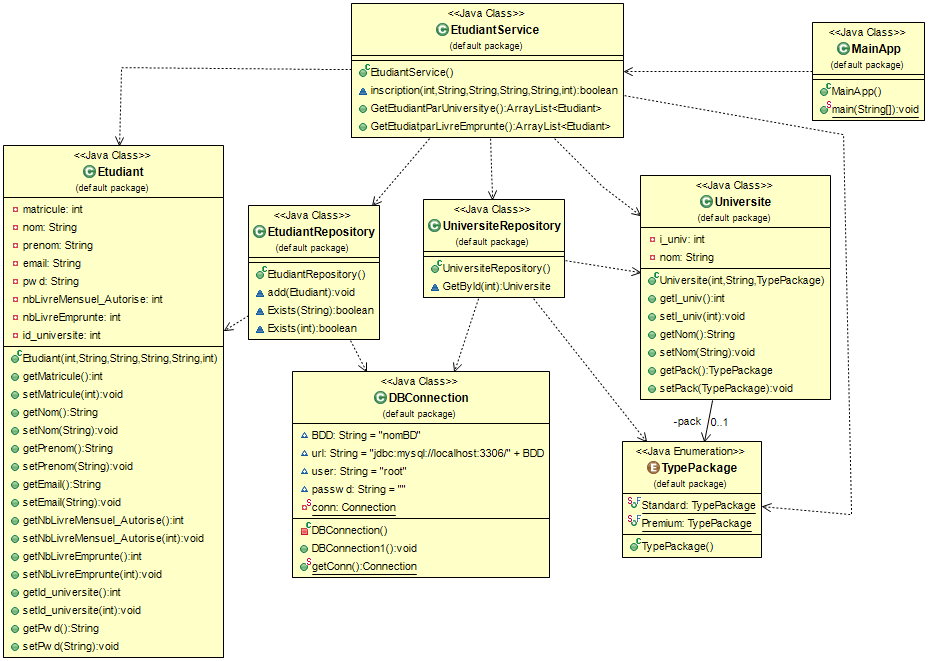 <<Java Class>>
EtudiantService
(default package)
EtudiantService()
inscription(int,String,String,String,String,int):boolean
GetEtudiantParUniversitye():ArrayList<Etudiant>
GetEtudiatparLivreEmprunte():ArrayList<Etudiant>
<<Java Class>>
MainApp
(default package)
MainApp()
main(String[]):void
<<Java Class>>
Etudiant
(default package)
matricule: int
nom: String
prenom: String
email: String
pwd: String
nbLivreMensuel_Autorise: int
nbLivreEmprunte: int
id_universite: int
Etudiant(int,String,String,String,String,int)
getMatricule():int
setMatricule(int):void
getNom():String
setNom(String):void
getPrenom():String
setPrenom(String):void
getEmail():String
setEmail(String):void
getNbLivreMensuel_Autorise():int
setNbLivreMensuel_Autorise(int):void
getNbLivreEmprunte():int
setNbLivreEmprunte(int):void
getId_universite():int
setId_universite(int):void
getPwd():String
setPwd(String):void
<<Java Class>>
EtudiantRepository
(default package)
EtudiantRepository()
add(Etudiant):void
Exists(String):boolean
Exists(int):boolean
<<Java Class>>
UniversiteRepository
(default package)
UniversiteRepository()
GetById(int):Universite
<<Java Class>>
Universite
(default package)
i_univ: int
nom: String
Universite(int,String,TypePackage)
getI_univ():int
setI_univ(int):void
getNom():String
setNom(String):void
getPack():TypePackage
setPack(TypePackage):void
<<Java Class>>
DBConnection
(default package)
BDD: String = "nomBD"
url: String = "jdbc:mysql://localhost:3306/" + BDD
user: String = "root"
passwd: String = ""
conn: Connection
DBConnection()
DBConnection1():void
getConn():Connection
-pack 0..1
<<Java Enumeration>>
TypePackage
(default package)
Standard: TypePackage
Premium: TypePackage
TypePackage()